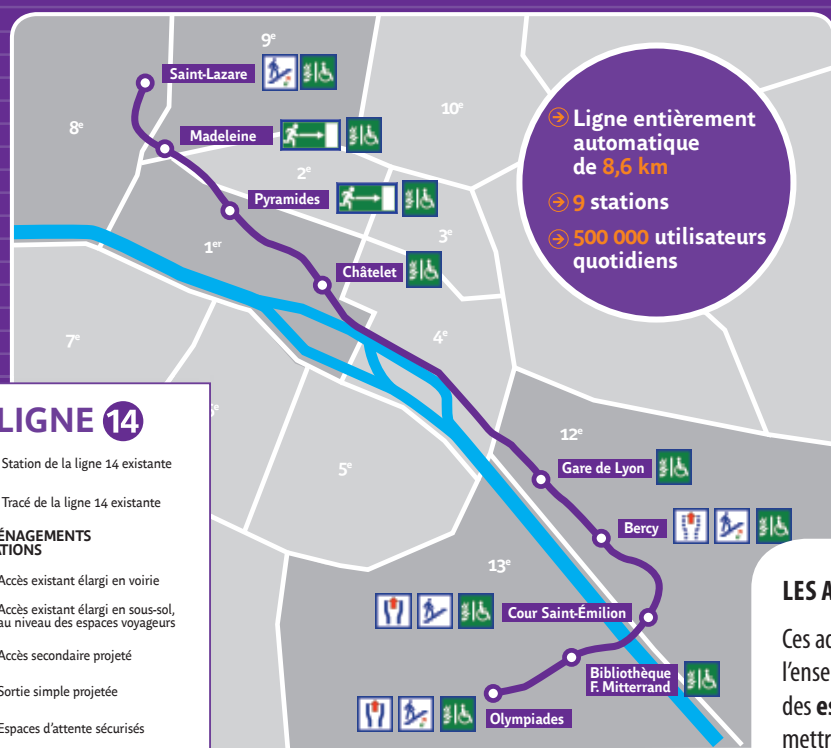 9e
Saint-Lazare
8e
Madeleine
10e
2e
Pyramides
3e
1er
Châtelet
7e
4e
5e
12e
Gare de Lyon
Bercy
13e
Cour Saint-Émilion
Bibliothèque
F. Mitterrand
Olympiades
Ligne entièrement
automatique
de 8,6 km
9 stations
500 000 utilisateurs
quotidiens
LIGNE 14
Station de la ligne 14 existante
Tracé de la ligne 14 existante
ÉNAGEMENTS
TIONS
Accès existant élargi en voirie
Accès existant élargi en sous-sol,
au niveau des espaces voyageurs
Accès secondaire projeté
Sortie simple projetée
Espaces d'attente sécurisés
LES A
Ces ac
l'ense
des es
mettr